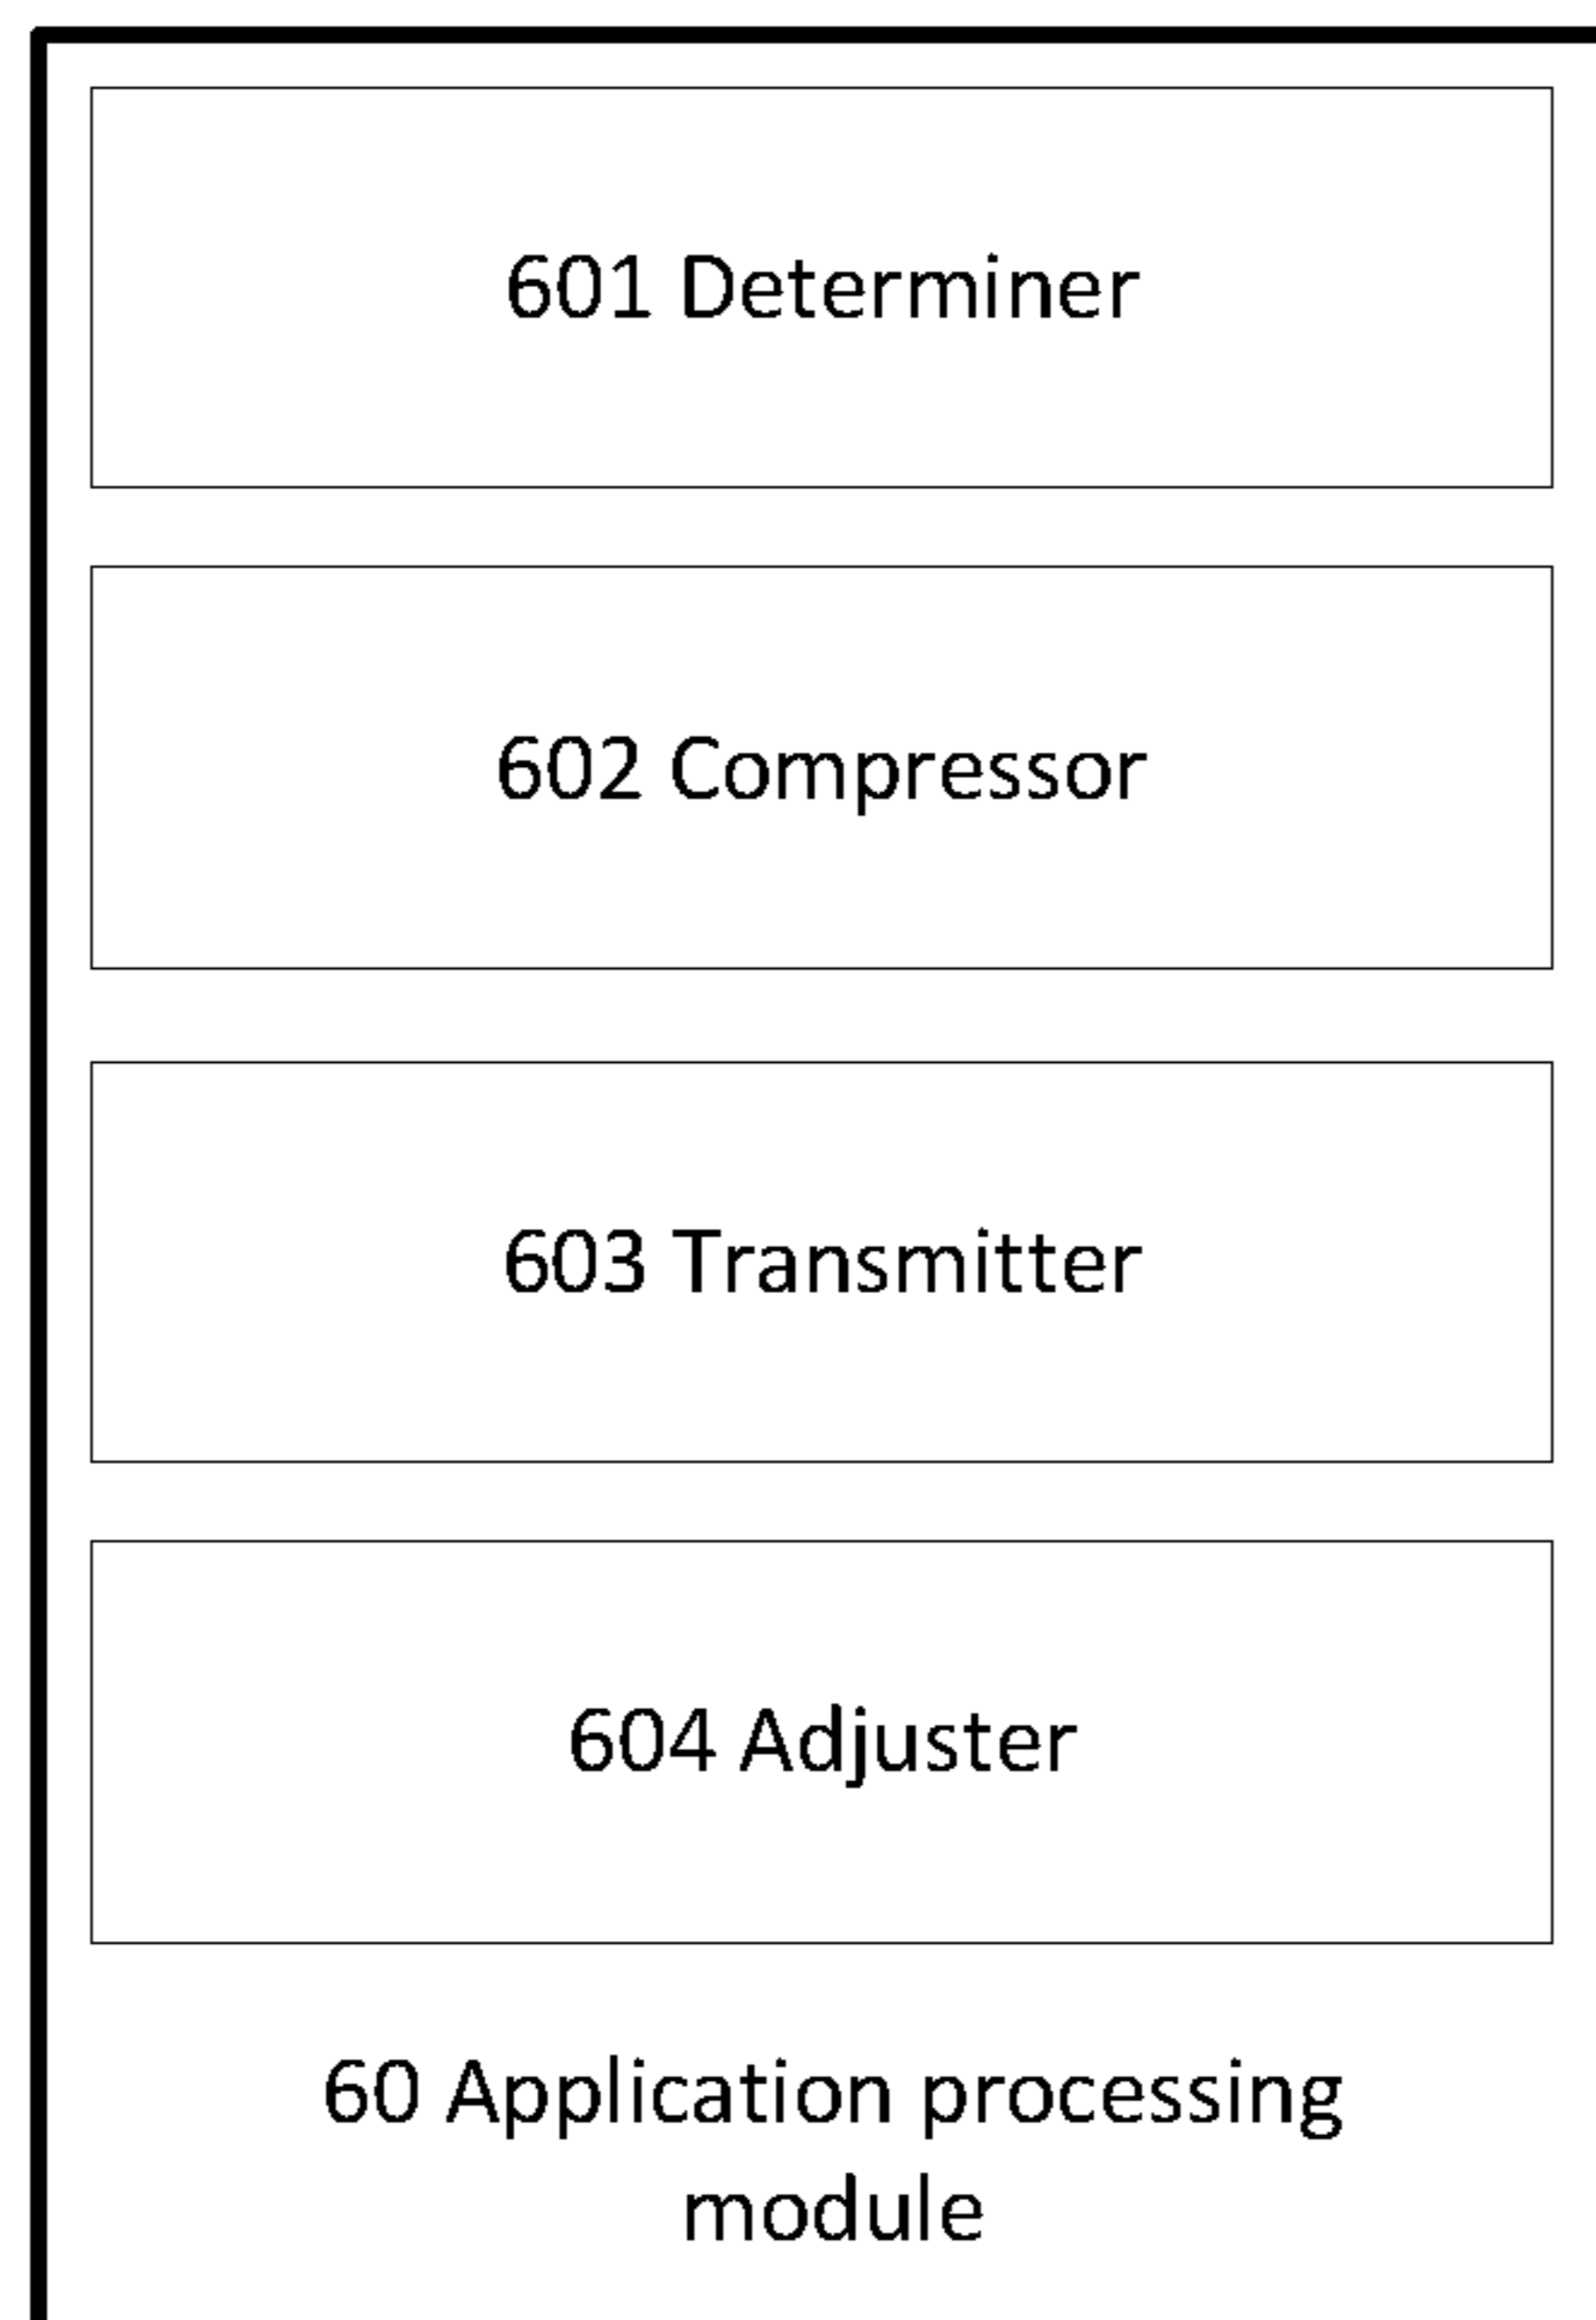 601 Determiner
602 Compressor
603 Transmitter
604 Adjuster
60 Application processing
module